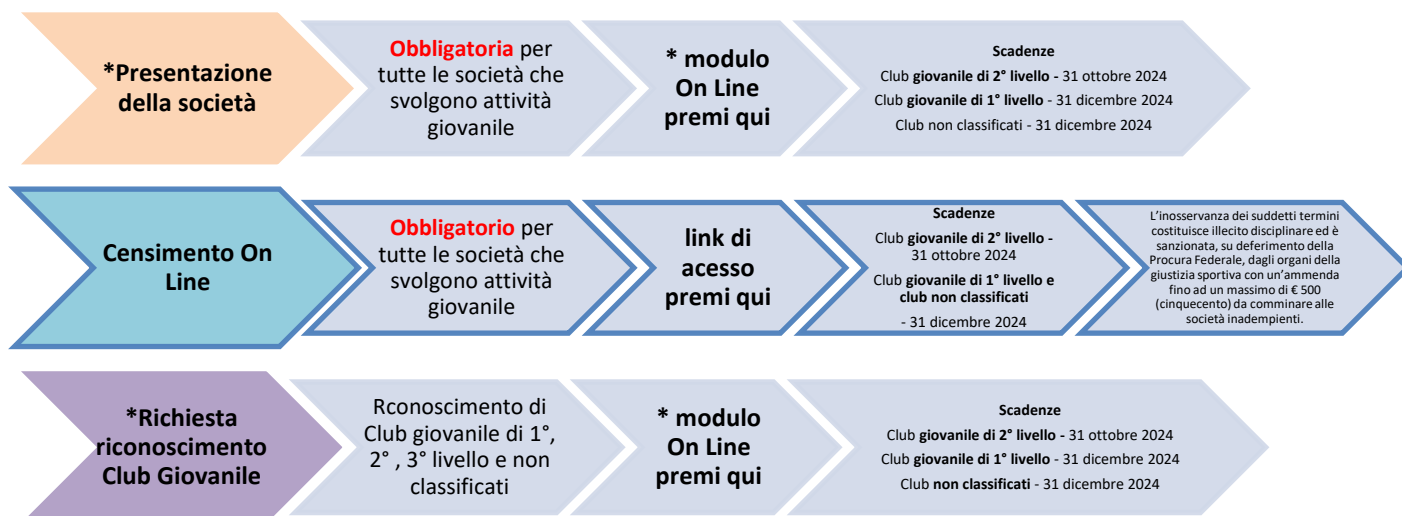 *Presentazione
della società
Obbligatoria per
tutte le società che
svolgono attività
giovanile
* modulo
On Line
premi qui
Scadenze
Club giovanile di 2° livello - 31 ottobre 2024
Club giovanile di 1° livello - 31 dicembre 2024
Club non classificati - 31 dicembre 2024
Censimento On
Line
Obbligatorio per
tutte le società che
svolgono attività
giovanile
link di
acesso
premi qui
Scadenze
Club giovanile di 2° livello -
31 ottobre 2024
Club giovanile di 1° livello e
club non classificati
- 31 dicembre 2024
L'inosservanza dei suddetti termini
costituisce illecito disciplinare ed è
sanzionata, su deferimento della
Procura Federale, dagli organi della
giustizia sportiva con un'ammenda
fino ad un massimo di € 500
(cinquecento) da comminare alle
società inadempienti.
*Richiesta
riconoscimento
Club Giovanile
Rconoscimento di
Club giovanile di 1°,
2° , 3° livello e non
classificati
* modulo
On Line
premi qui
Scadenze
Club giovanile di 2° livello - 31 ottobre 2024
Club giovanile di 1° livello - 31 dicembre 2024
Club non classificati - 31 dicembre 2024